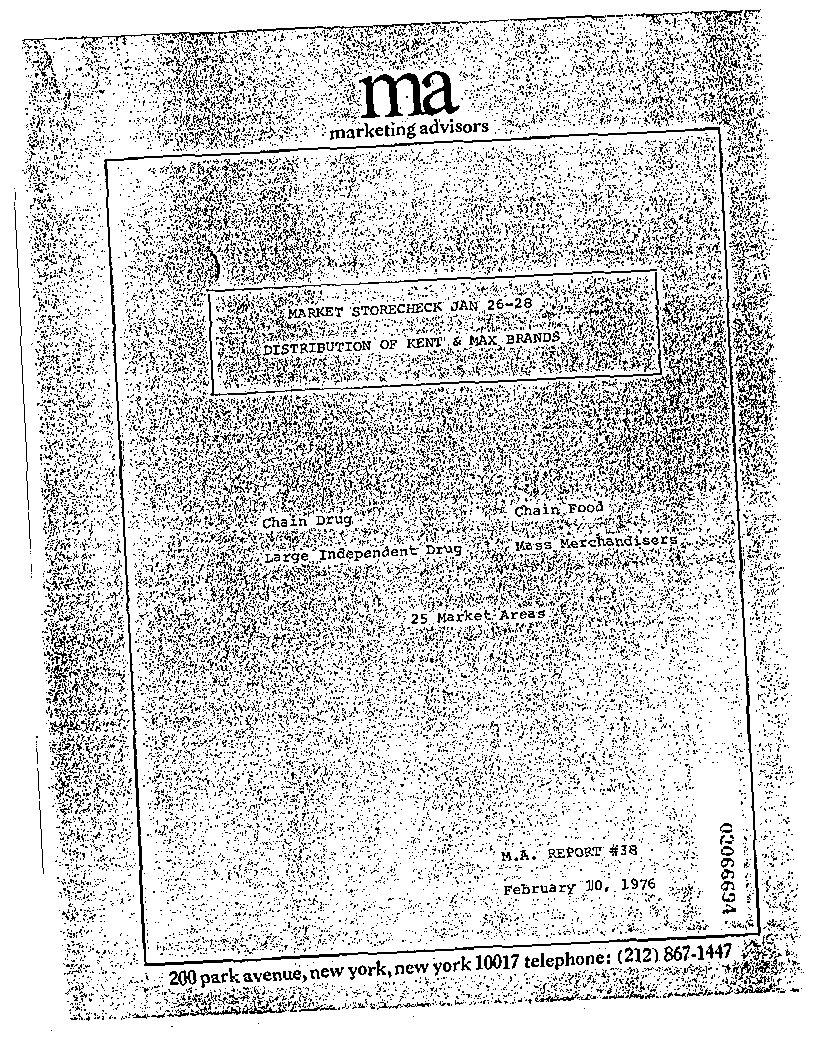 ma
marketing advisors
MARKET STORECHECK JAN 26-28
DISTRIBUTION OF KENT & MAX BRANDS
Chain Drug
Chain Food
Large Independent Drug
Mass Merchandisers
25 Market Areas
M.A. REPORT #38
February 10, 1976
200 park avenue, new york, new york 10017 telephone: (212) 867-1447